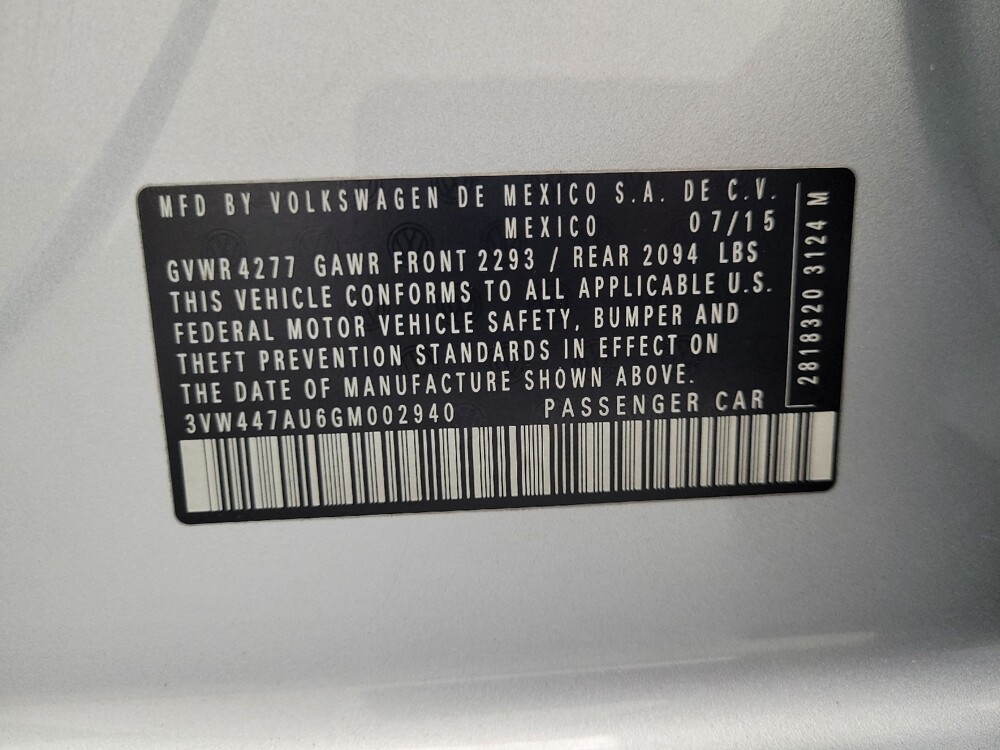 MFD BY VOLKSWAGEN DE MEXICO S.A. DE C.V.
MEXICO 07/15
GVWR 4277 GAWR FRONT 2293 / REAR 2094 LBS
THIS VEHICLE CONFORMS TO ALL APPLICABLE U.S.
FEDERAL MOTOR VEHICLE SAFETY, BUMPER AND
THEFT PREVENTION STANDARDS IN EFFECT ON
THE DATE OF MANUFACTURE SHOWN ABOVE.
3VW447AU6GM002940 PASSENGER CAR
2818320 3124 M